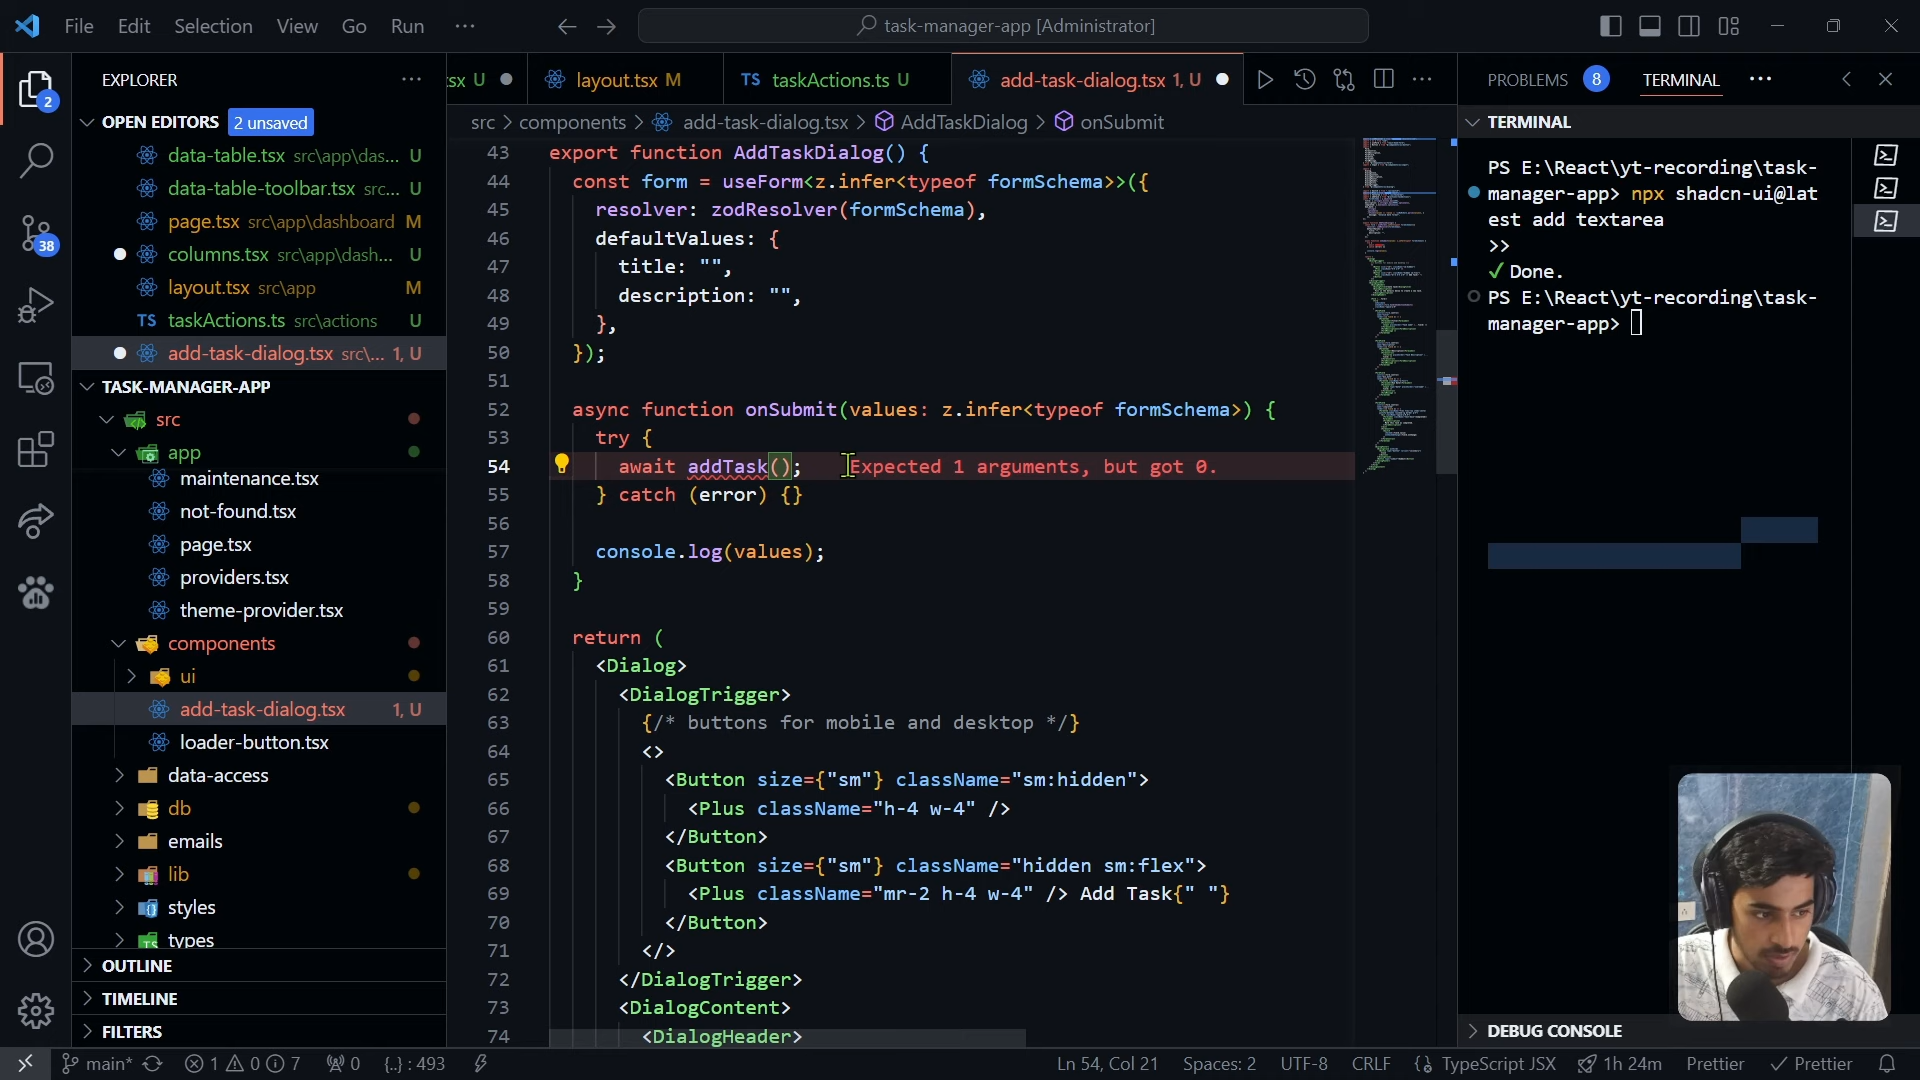 File Edit Selection View Go Run ···
task-manager-app [Administrator]
EXPLORER
OPEN EDITORS 2 unsaved
data-table.tsx src\app\das... U
data-table-toolbar.tsx src... U
page.tsx src\app\dashboard M
columns.tsx src\app\dash... U
layout.tsx src\app M
TS taskActions.ts src\actions U
add-task-dialog.tsx src\... 1, U
TASK-MANAGER-APP
src
app
maintenance.tsx
not-found.tsx
page.tsx
providers.tsx
theme-provider.tsx
components
ui
add-task-dialog.tsx 1, U
loader-button.tsx
data-access
db
emails
lib
styles
types
OUTLINE
TIMELINE
FILTERS
2
38
sx U layout.tsx M TS taskActions.ts U add-task-dialog.tsx 1, U
src > components > add-task-dialog.tsx > AddTaskDialog > onSubmit
43 export function AddTaskDialog() {
44 const form = useForm<z.infer<typeof formSchema>>({
45 resolver: zodResolver(formSchema),
46 defaultValues: {
47 title: "",
48 description: "",
49 },
50 });
51
52 async function onSubmit(values: z.infer<typeof formSchema>) {
53 try {
54 await addTask(); Expected 1 arguments, but got 0.
55 } catch (error) {}
56
57 console.log(values);
58 }
59
60 return (
61 <Dialog>
62 <DialogTrigger>
63 {/* buttons for mobile and desktop */}
64 <>
65 <Button size={"sm"} className="sm:hidden">
66 <Plus className="h-4 w-4" />
67 </Button>
68 <Button size={"sm"} className="hidden sm:flex">
69 <Plus className="mr-2 h-4 w-4" /> Add Task{" "}
70 </Button>
71 </>
72 </DialogTrigger>
73 <DialogContent>
74 <DialogHeader>
PROBLEMS 8 TERMINAL ···
TERMINAL
PS E:\React\yt-recording\task-
manager-app> npx shadcn-ui@lat
est add textarea
>>
✓ Done.
PS E:\React\yt-recording\task-
manager-app>
DEBUG CONSOLE
main* 1 0 7 0 {..} : 493 Ln 54, Col 21 Spaces: 2 UTF-8 CRLF TypeScript JSX 1h 24m Prettier ✓ Prettier